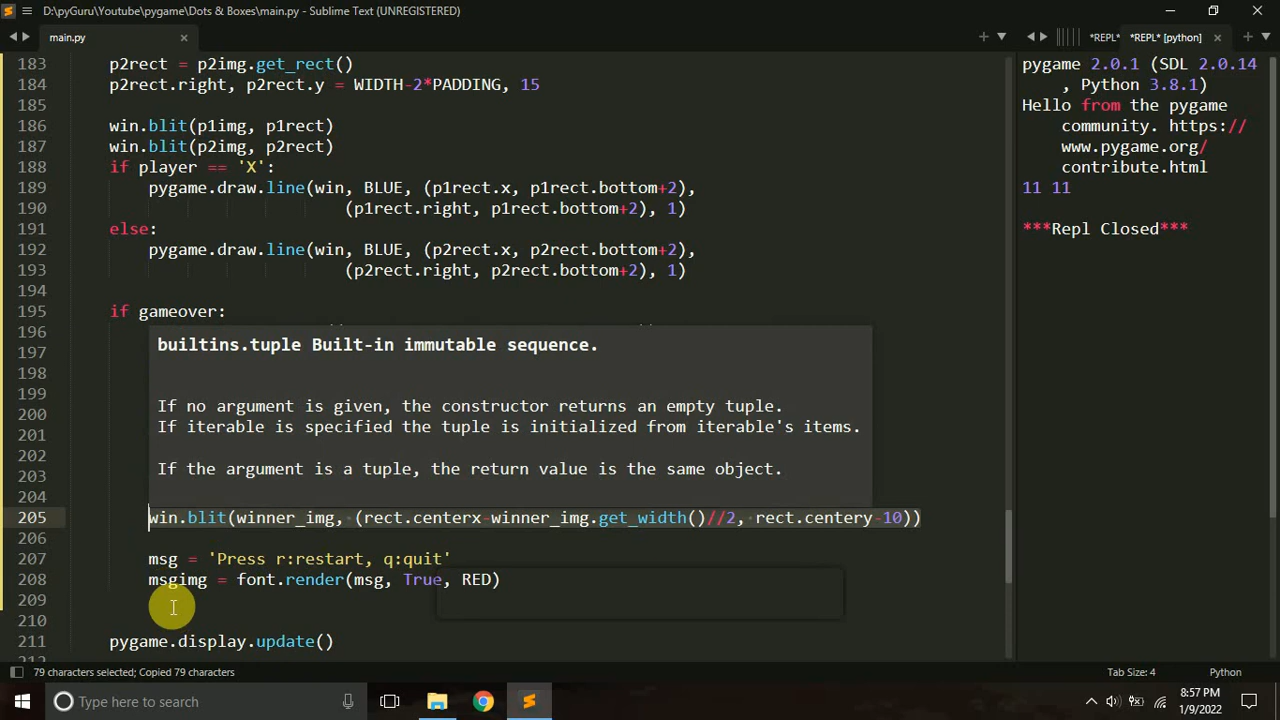 D:\pyGuru\Youtube\pygame\Dots & Boxes\main.py - Sublime Text (UNREGISTERED)
main.py
*REPL*
*REPL* [python]
183 p2rect = p2img.get_rect()
184 p2rect.right, p2rect.y = WIDTH-2*PADDING, 15
185
186 win.blit(p1img, p1rect)
187 win.blit(p2img, p2rect)
188 if player == 'X':
189 pygame.draw.line(win, BLUE, (p1rect.x, p1rect.bottom+2),
190 (p1rect.right, p1rect.bottom+2), 1)
191 else:
192 pygame.draw.line(win, BLUE, (p2rect.x, p2rect.bottom+2),
193 (p2rect.right, p2rect.bottom+2), 1)
194
195 if gameover:
196
197
198
199
200
201
202
203
204
builtins.tuple Built-in immutable sequence.
If no argument is given, the constructor returns an empty tuple.
If iterable is specified the tuple is initialized from iterable's items.
If the argument is a tuple, the return value is the same object.
205 win.blit(winner_img, (rect.centerx-winner_img.get_width()//2, rect.centery-10))
206
207 msg = 'Press r:restart, q:quit'
208 msgimg = font.render(msg, True, RED)
209
210
211 pygame.display.update()
pygame 2.0.1 (SDL 2.0.14
, Python 3.8.1)
Hello from the pygame
community. https://
www.pygame.org/
contribute.html
11 11
***Repl Closed***
79 characters selected; Copied 79 characters
Tab Size: 4
Python
Type here to search
8:57 PM
1/9/2022